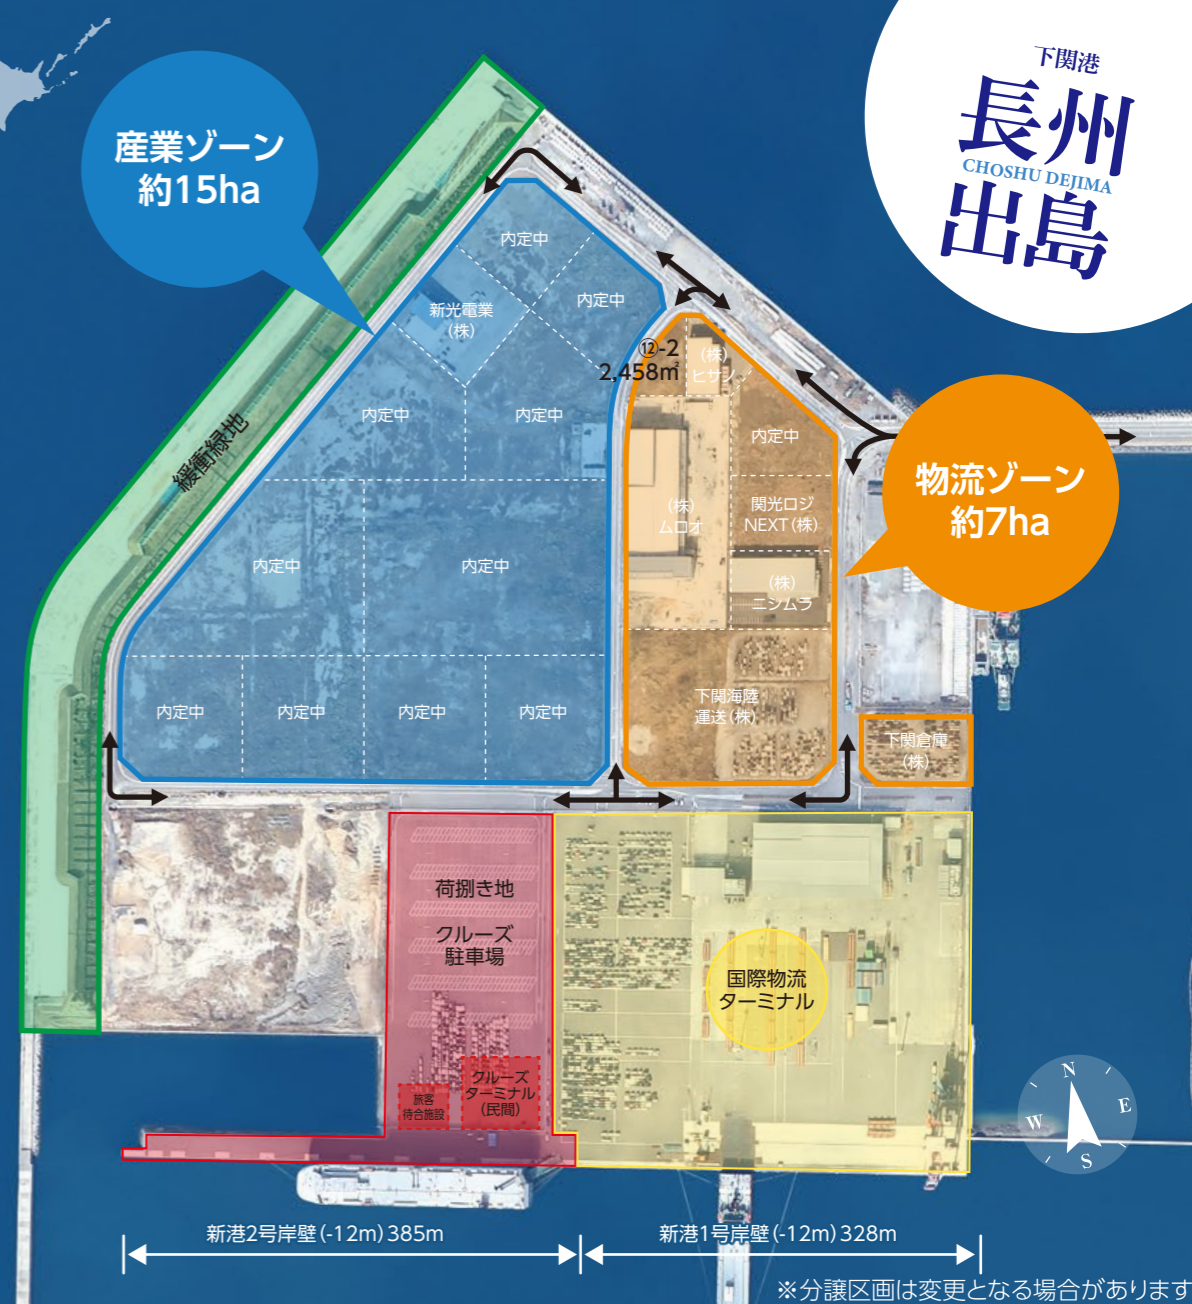 下関港
長州
CHOSHU DEJIMA
出島
産業ゾーン
約15ha
内定中
内定中
新光電業
(株)
⑫-2
2,458㎡
(株)
ヒサノ
内定中
内定中
内定中
緩衝緑地
物流ゾーン
約7ha
(株)
ムロオ
関光ロジ
NEXT(株)
内定中
内定中
(株)
ニシムラ
内定中
内定中
内定中
内定中
下関海陸
運送(株)
下関倉庫
(株)
荷捌き地
クルーズ
駐車場
国際物流
ターミナル
旅客
待合施設
クルーズ
ターミナル
(民間)
N
W
E
S
新港2号岸壁(-12m)385m
新港1号岸壁(-12m)328m
※分譲区画は変更となる場合があります